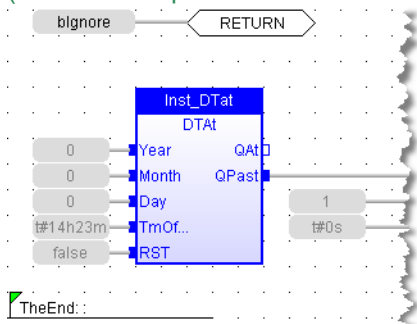 bIgnore RETURN
Inst_DTat
DTAt
0 Year QAt
0 Month QPast
0 Day 1
t#14h23m TmOf... t#0s
false RST
TheEnd: :